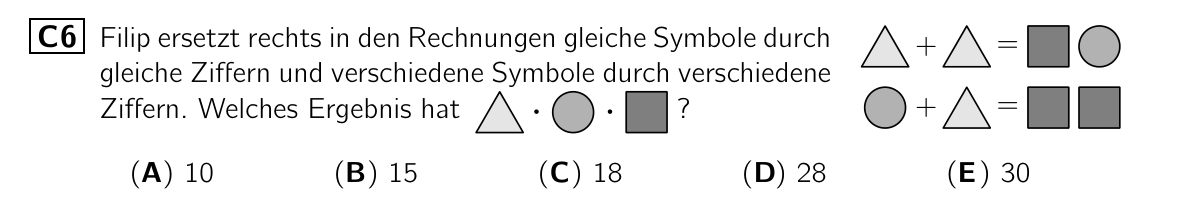 C6 Filip ersetzt rechts in den Rechnungen gleiche Symbole durch
gleiche Ziffern und verschiedene Symbole durch verschiedene
Ziffern. Welches Ergebnis hat △ · ○ · □ ?
△ + △ = □ ○
○ + △ = □ □
(A) 10 (B) 15 (C) 18 (D) 28 (E) 30